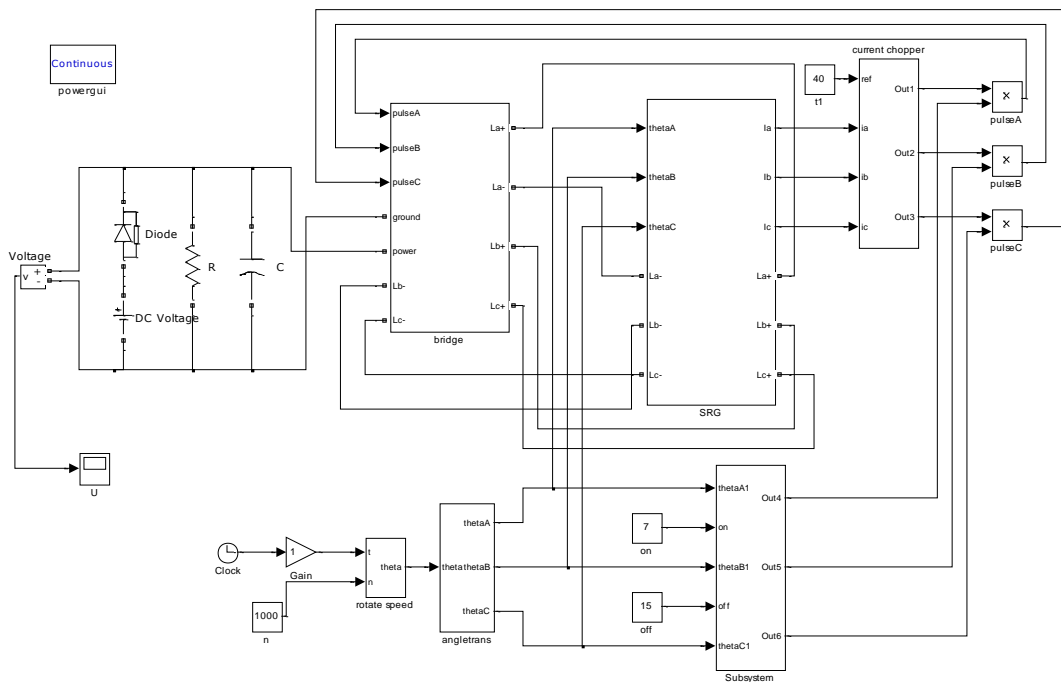 Continuous
powergui
Voltage
v
+
-
Diode
DC Voltage
+
R
C
U
pulseA
pulseB
pulseC
ground
power
Lb-
Lc-
La+
La-
Lb+
Lc+
bridge
thetaA
thetaB
thetaC
La-
Lb-
Lc-
Ia
Ib
Ic
La+
Lb+
Lc+
SRG
40
t1
current chopper
ref
ia
ib
ic
Out1
Out2
Out3
×
pulseA
×
pulseB
×
pulseC
Clock
1
Gain
1000
n
t
n
theta
rotate speed
theta
thetaA
thetaB
thetaC
angletrans
7
on
15
off
thetaA1
on
thetaB1
off
thetaC1
Out4
Out5
Out6
Subsystem